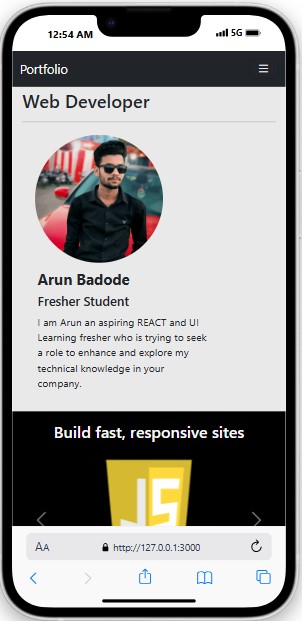 12:54 AM
5G
Portfolio
Web Developer
Arun Badode
Fresher Student
I am Arun an aspiring REACT and UI
Learning fresher who is trying to seek
a role to enhance and explore my
technical knowledge in your
company.
Build fast, responsive sites
JS
AA
http://127.0.0.1:3000